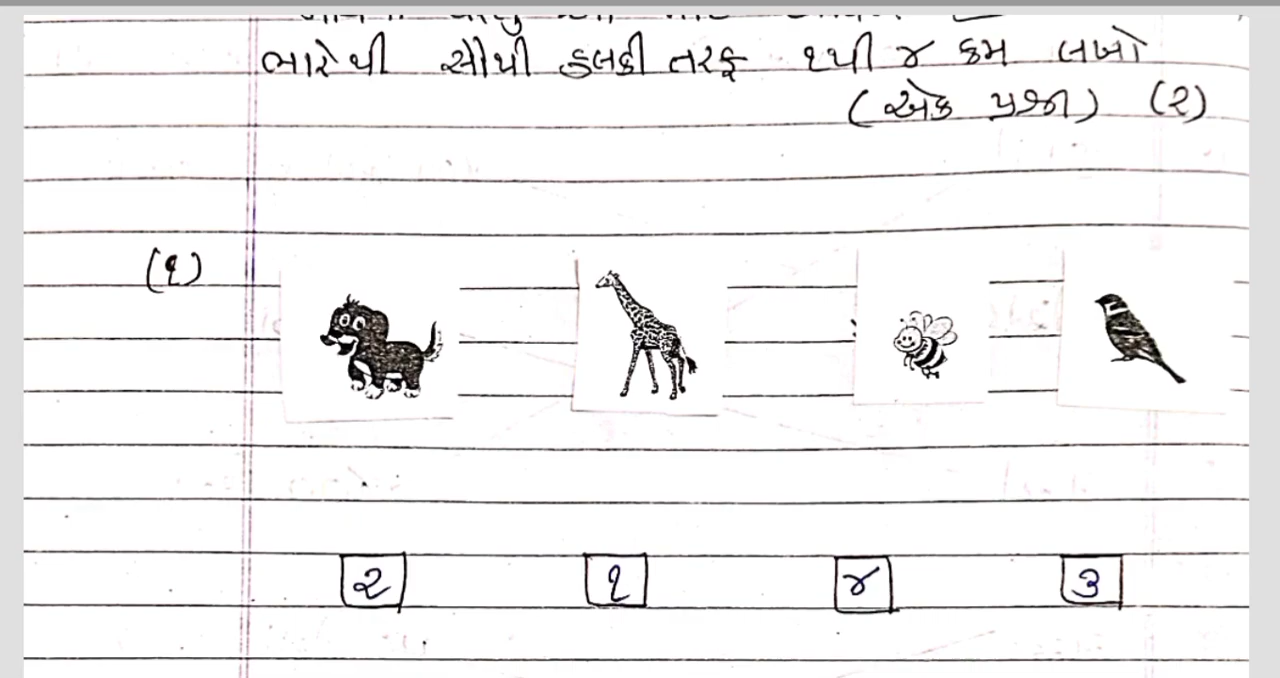 ભારેથી સૌથી હલકી તરફ ૧થી ૪ ક્રમ લખો
(એક પ્રશ્ન) (૨)
(૧)
૨ ૧ ૪ ૩